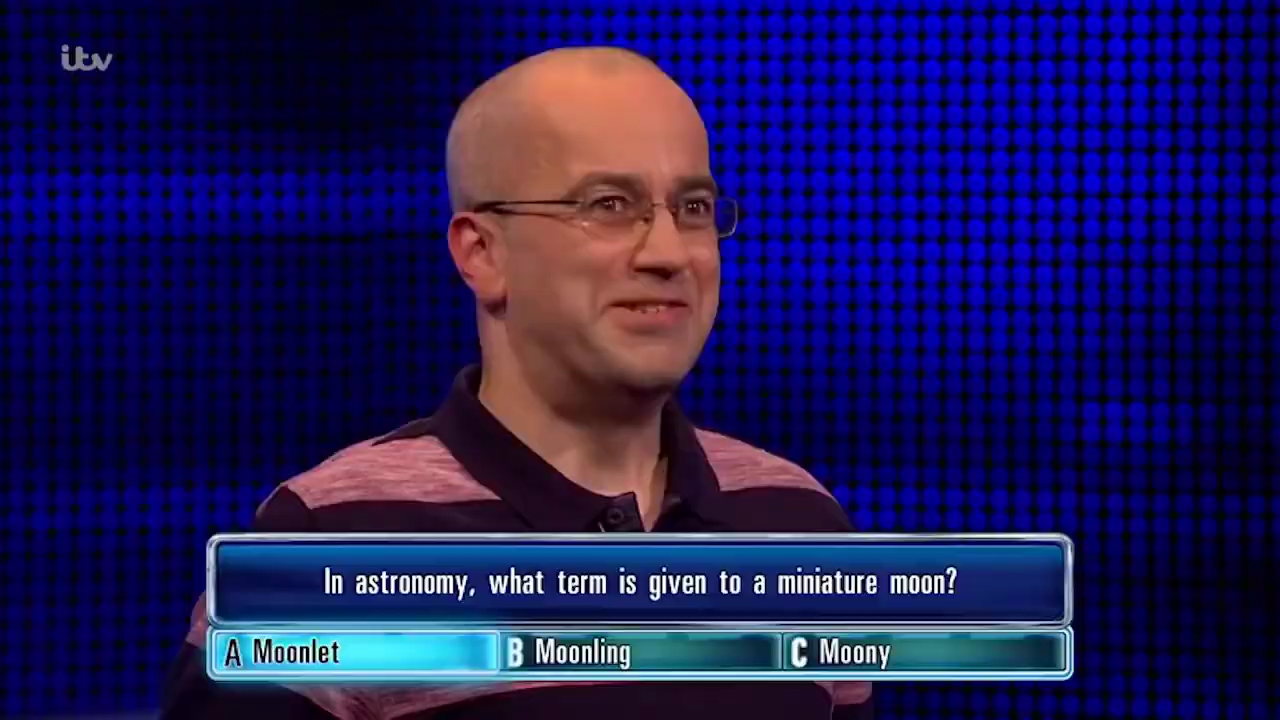 itv
In astronomy, what term is given to a miniature moon?
A Moonlet
B Moonling
C Moony